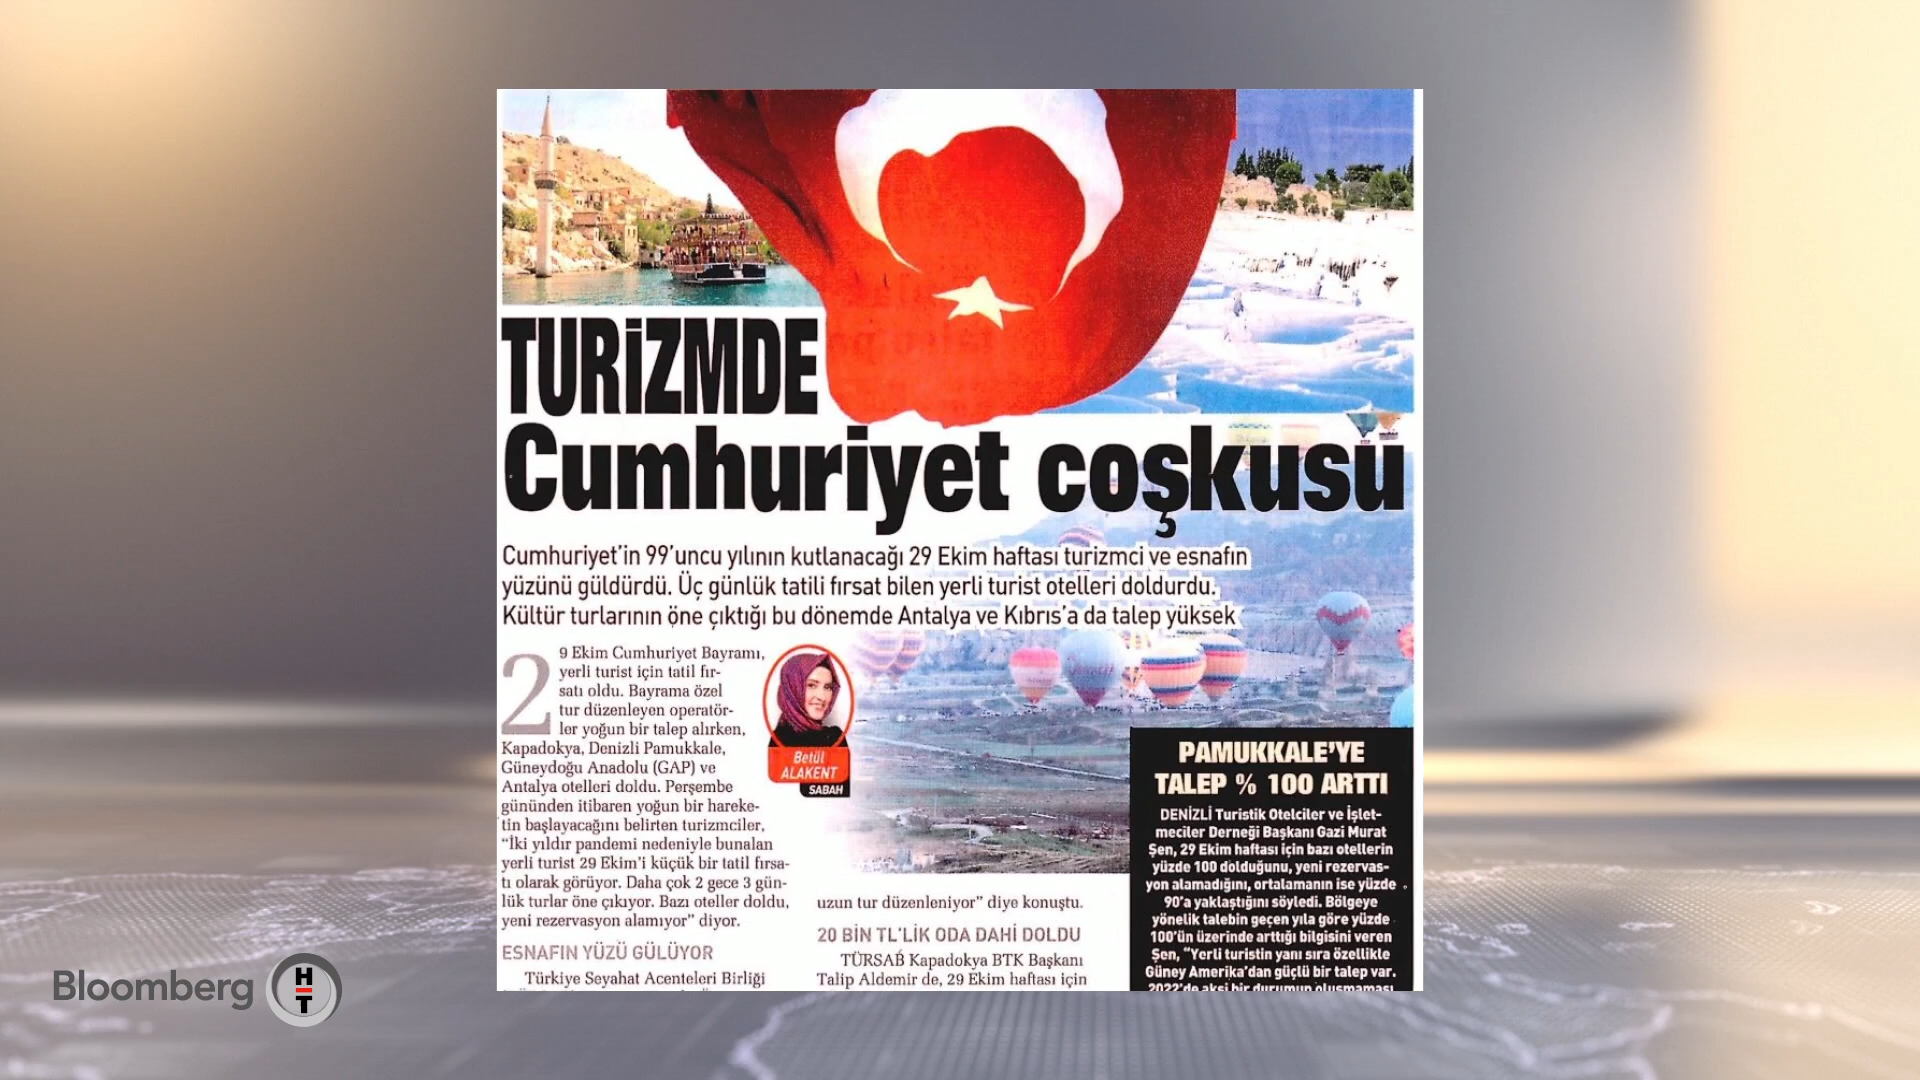 TURİZMDE
Cumhuriyet coşkusu
Cumhuriyet'in 99'uncu yılının kutlanacağı 29 Ekim haftası turizmci ve esnafın
yüzünü güldürdü. Üç günlük tatili fırsat bilen yerli turist otelleri doldurdu.
Kültür turlarının öne çıktığı bu dönemde Antalya ve Kıbrıs'a da talep yüksek
29 Ekim Cumhuriyet Bayramı,
yerli turist için tatil fır-
satı oldu. Bayrama özel
tur düzenleyen operatör-
ler yoğun bir talep alırken,
Kapadokya, Denizli Pamukkale,
Güneydoğu Anadolu (GAP) ve
Antalya otelleri doldu. Perşembe
gününden itibaren yoğun bir hareke-
tin başlayacağını belirten turizmciler,
"İki yıldır pandemi nedeniyle bunalan
yerli turist 29 Ekim'i küçük bir tatil fırsa-
tı olarak görüyor. Daha çok 2 gece 3 gün-
lük turlar öne çıkıyor. Bazı oteller doldu,
yeni rezervasyon alamıyor" diyor.
ESNAFIN YÜZÜ GÜLÜYOR
Türkiye Seyahat Acenteleri Birliği
Betül
ALAKENT
SABAH
uzun tur düzenleniyor" diye konuştu.
20 BİN TL'LİK ODA DAHİ DOLDU
TÜRSAB Kapadokya BTK Başkanı
Talip Aldemir de, 29 Ekim haftası için
PAMUKKALE'YE
TALEP % 100 ARTTI
DENİZLİ Turistik Otelciler ve İşlet-
meciler Derneği Başkanı Gazi Murat
Şen, 29 Ekim haftası için bazı otellerin
yüzde 100 dolduğunu, yeni rezervas-
yon alamadığını, ortalamanın ise yüzde
90'a yaklaştığını söyledi. Bölgeye
yönelik talebin geçen yıla göre yüzde
100'ün üzerinde arttığı bilgisini veren
Şen, "Yerli turistin yanı sıra özellikle
Güney Amerika'dan güçlü bir talep var.
2022'de aksi bir durumun oluşmaması
Bloomberg HT